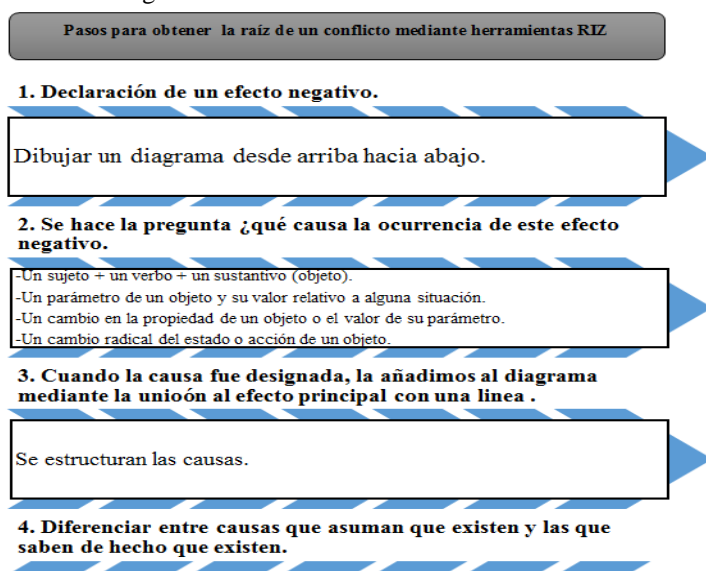 Pasos para obtener la raíz de un conflicto mediante herramientas RIZ
1. Declaración de un efecto negativo.
Dibujar un diagrama desde arriba hacia abajo.
2. Se hace la pregunta ¿qué causa la ocurrencia de este efecto
negativo.
-Un sujeto + un verbo + un sustantivo (objeto).
-Un parámetro de un objeto y su valor relativo a alguna situación.
-Un cambio en la propiedad de un objeto o el valor de su parámetro.
-Un cambio radical del estado o acción de un objeto.
3. Cuando la causa fue designada, la añadimos al diagrama
mediante la unioón al efecto principal con una linea .
Se estructuran las causas.
4. Diferenciar entre causas que asuman que existen y las que
saben de hecho que existen.